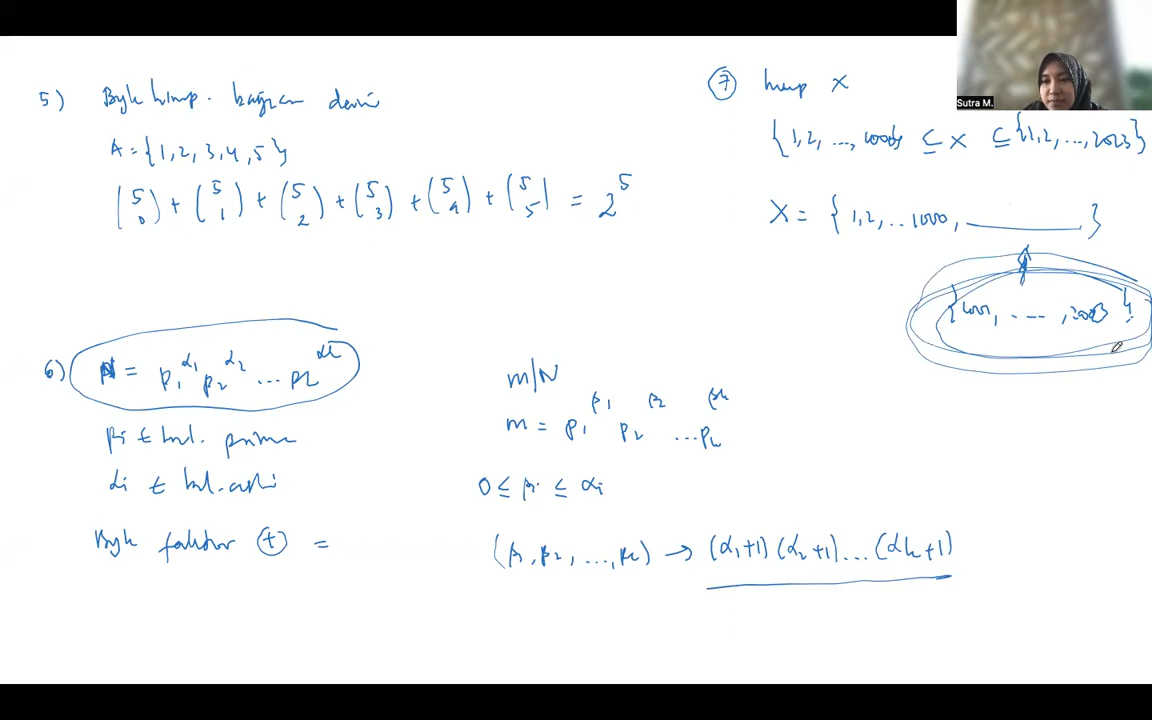 5) Byk himp. bagian dari
A = {1, 2, 3, 4, 5}
(5 0) + (5 1) + (5 2) + (5 3) + (5 4) + (5 5) = 2^5
6) N = p₁^α₁ p₂^α₂ ... pₖ^αₖ
pᵢ ∈ bil. prima
αᵢ ∈ bil. asli
Byk faktor (+) =
m/N
m = p₁^β₁ p₂^β₂ ... pₖ^βₖ
0 ≤ βᵢ ≤ αᵢ
(β₁, β₂, ..., βₖ) → (α₁+1)(α₂+1)...(αₖ+1)
7 himp X
{1, 2, ..., 1000} ⊆ X ⊆ {1, 2, ..., 2023}
X = {1, 2, .. 1000, ______ }
{1001, ..., 2023}
Sutra M.